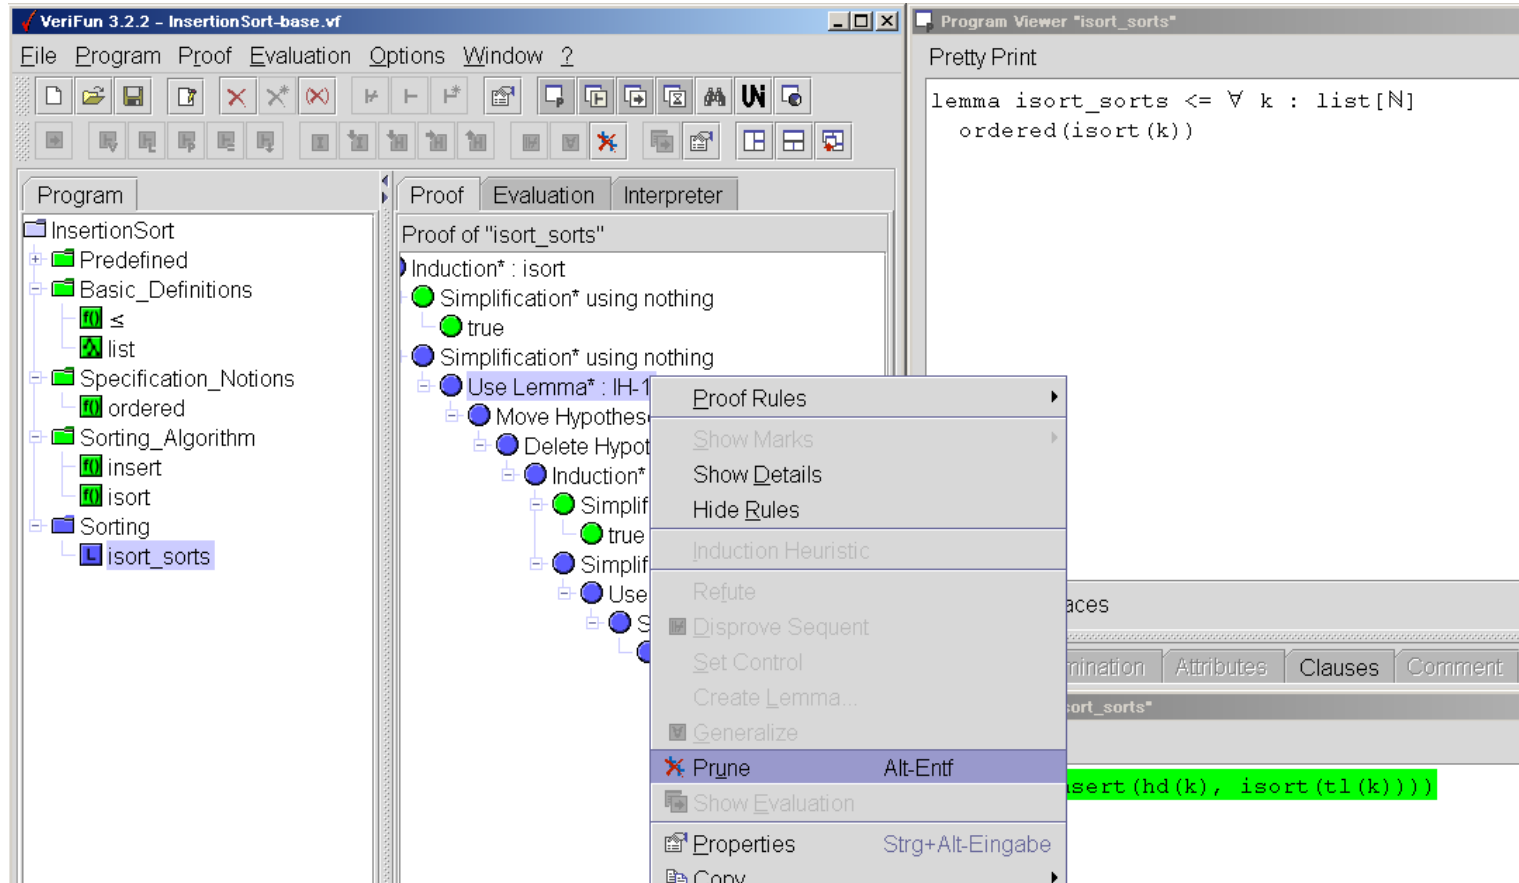 VeriFun 3.2.2 - InsertionSort-base.vf
File Program Proof Evaluation Options Window ?
Program
InsertionSort
Predefined
Basic_Definitions
f() ≤
list
Specification_Notions
f() ordered
Sorting_Algorithm
f() insert
f() isort
Sorting
L isort_sorts
Proof Evaluation Interpreter
Proof of "isort_sorts"
Induction* : isort
Simplification* using nothing
true
Simplification* using nothing
Use Lemma* : IH-1
Move Hypothes
Delete Hypot
Induction*
Simplif
true
Simplif
Use
S
Proof Rules
Show Marks
Show Details
Hide Rules
Induction Heuristic
Refute
Disprove Sequent
Set Control
Create Lemma...
Generalize
Prune Alt-Entf
Show Evaluation
Properties Strg+Alt-Eingabe
Copy
Program Viewer "isort_sorts"
Pretty Print
lemma isort_sorts <= ∀ k : list[ℕ]
ordered(isort(k))
aces
mination Attributes Clauses Comment
sort_sorts"
sert(hd(k), isort(tl(k))))